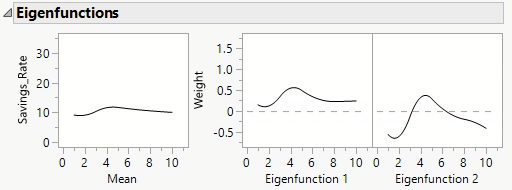 Eigenfunctions
Savings_Rate
30
20
10
0
0 2 4 6 8 10
Mean
Weight
1.5
1.0
0.5
0
-0.5
0 2 4 6 8 10
Eigenfunction 1
0 2 4 6 8 10
Eigenfunction 2